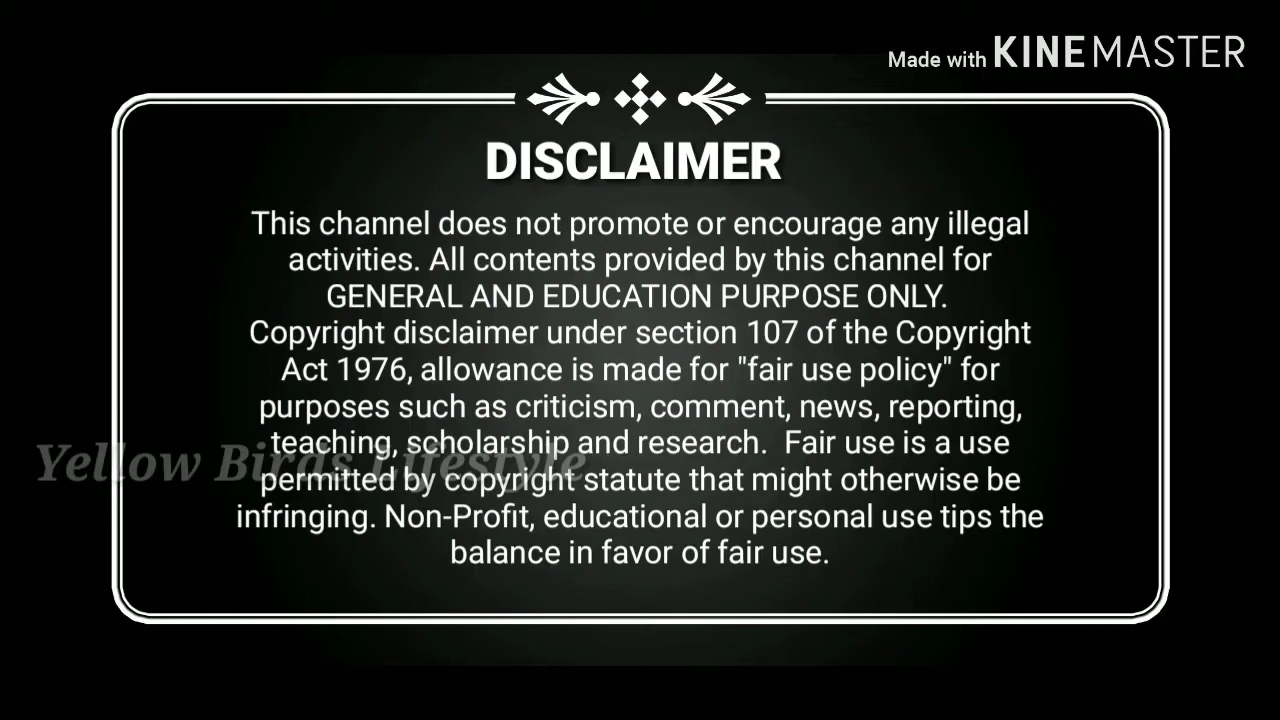 Made with KINEMASTER
DISCLAIMER
This channel does not promote or encourage any illegal
activities. All contents provided by this channel for
GENERAL AND EDUCATION PURPOSE ONLY.
Copyright disclaimer under section 107 of the Copyright
Act 1976, allowance is made for "fair use policy" for
purposes such as criticism, comment, news, reporting,
teaching, scholarship and research. Fair use is a use
Yellow Birds Lifestyle
permitted by copyright statute that might otherwise be
infringing. Non-Profit, educational or personal use tips the
balance in favor of fair use.